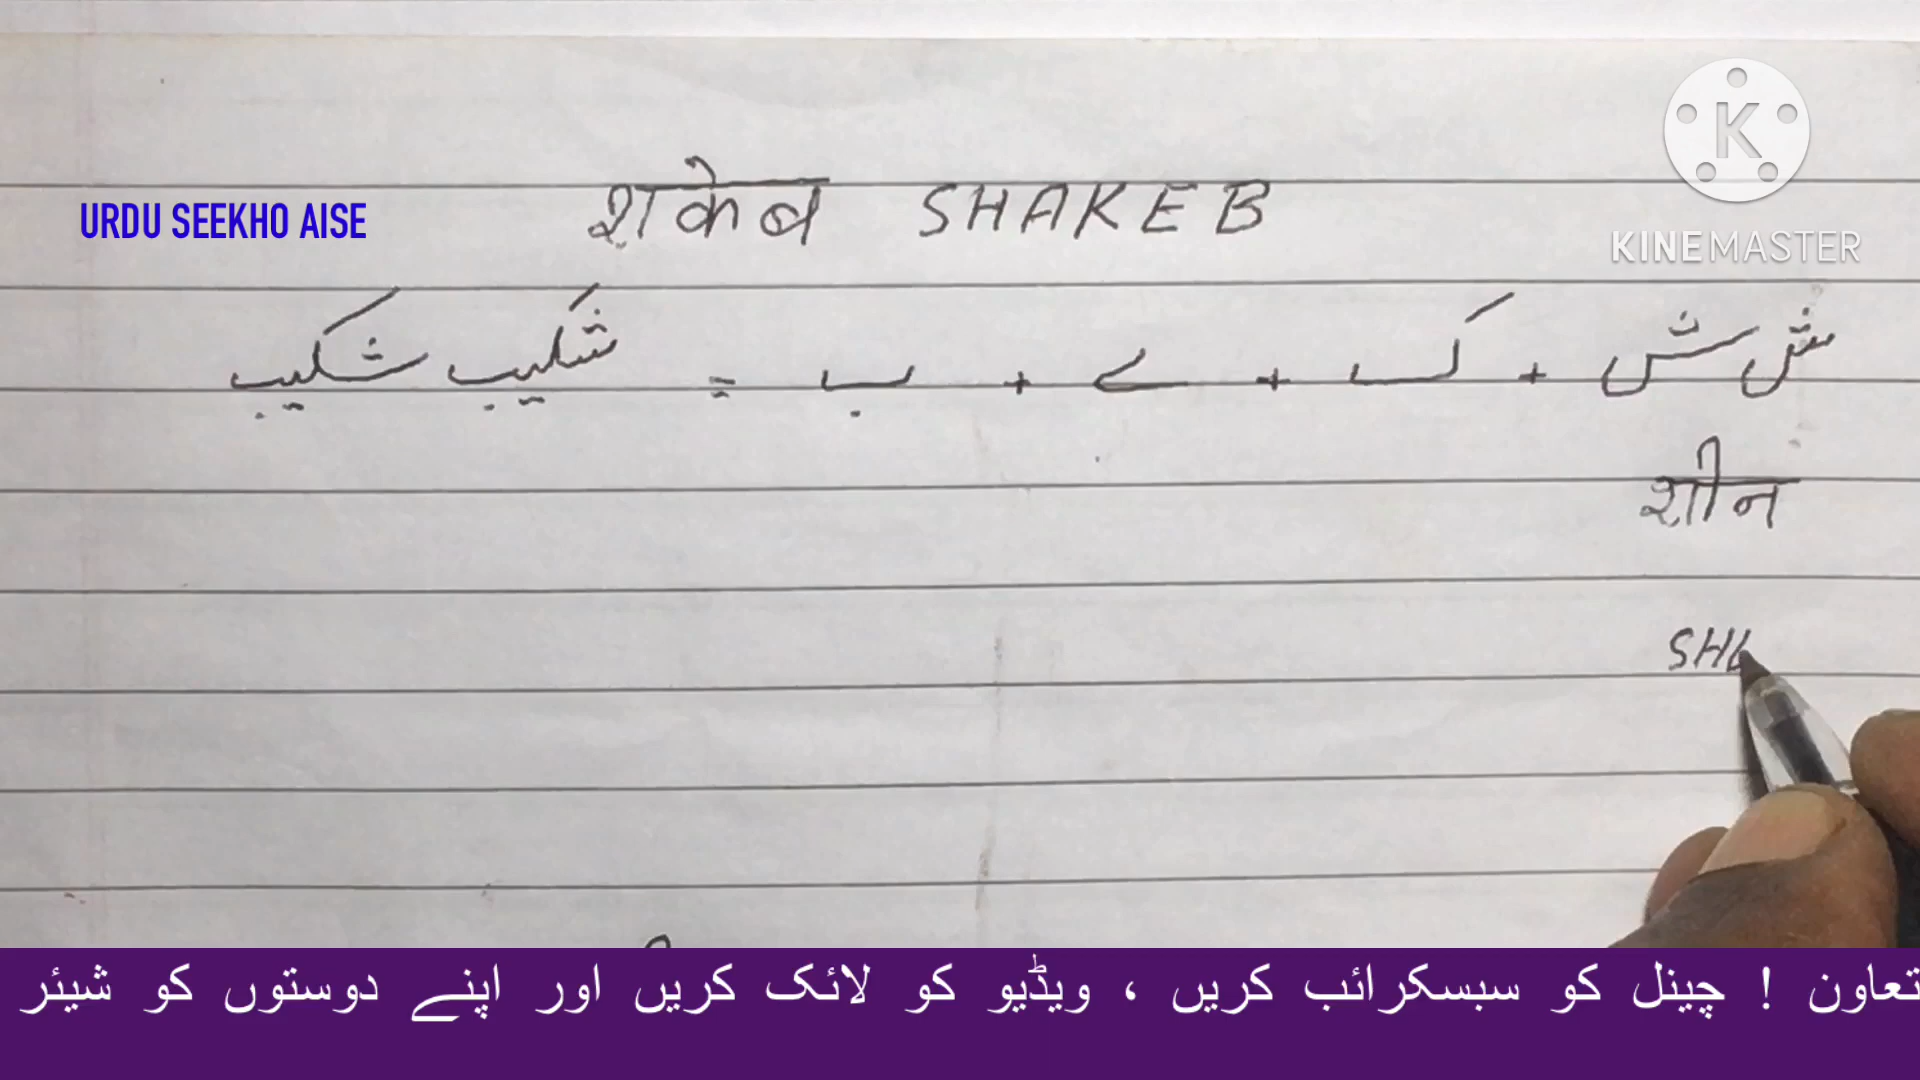 URDU SEEKHO AISE
शकेब SHAKEB
KINEMASTER
ش ش + ک + ے + ب = شکیب شکیب
शीन
SH
تعاون ! چینل کو سبسکرائب کریں ، ویڈیو کو لائک کریں اور اپنے دوستوں کو شیئر